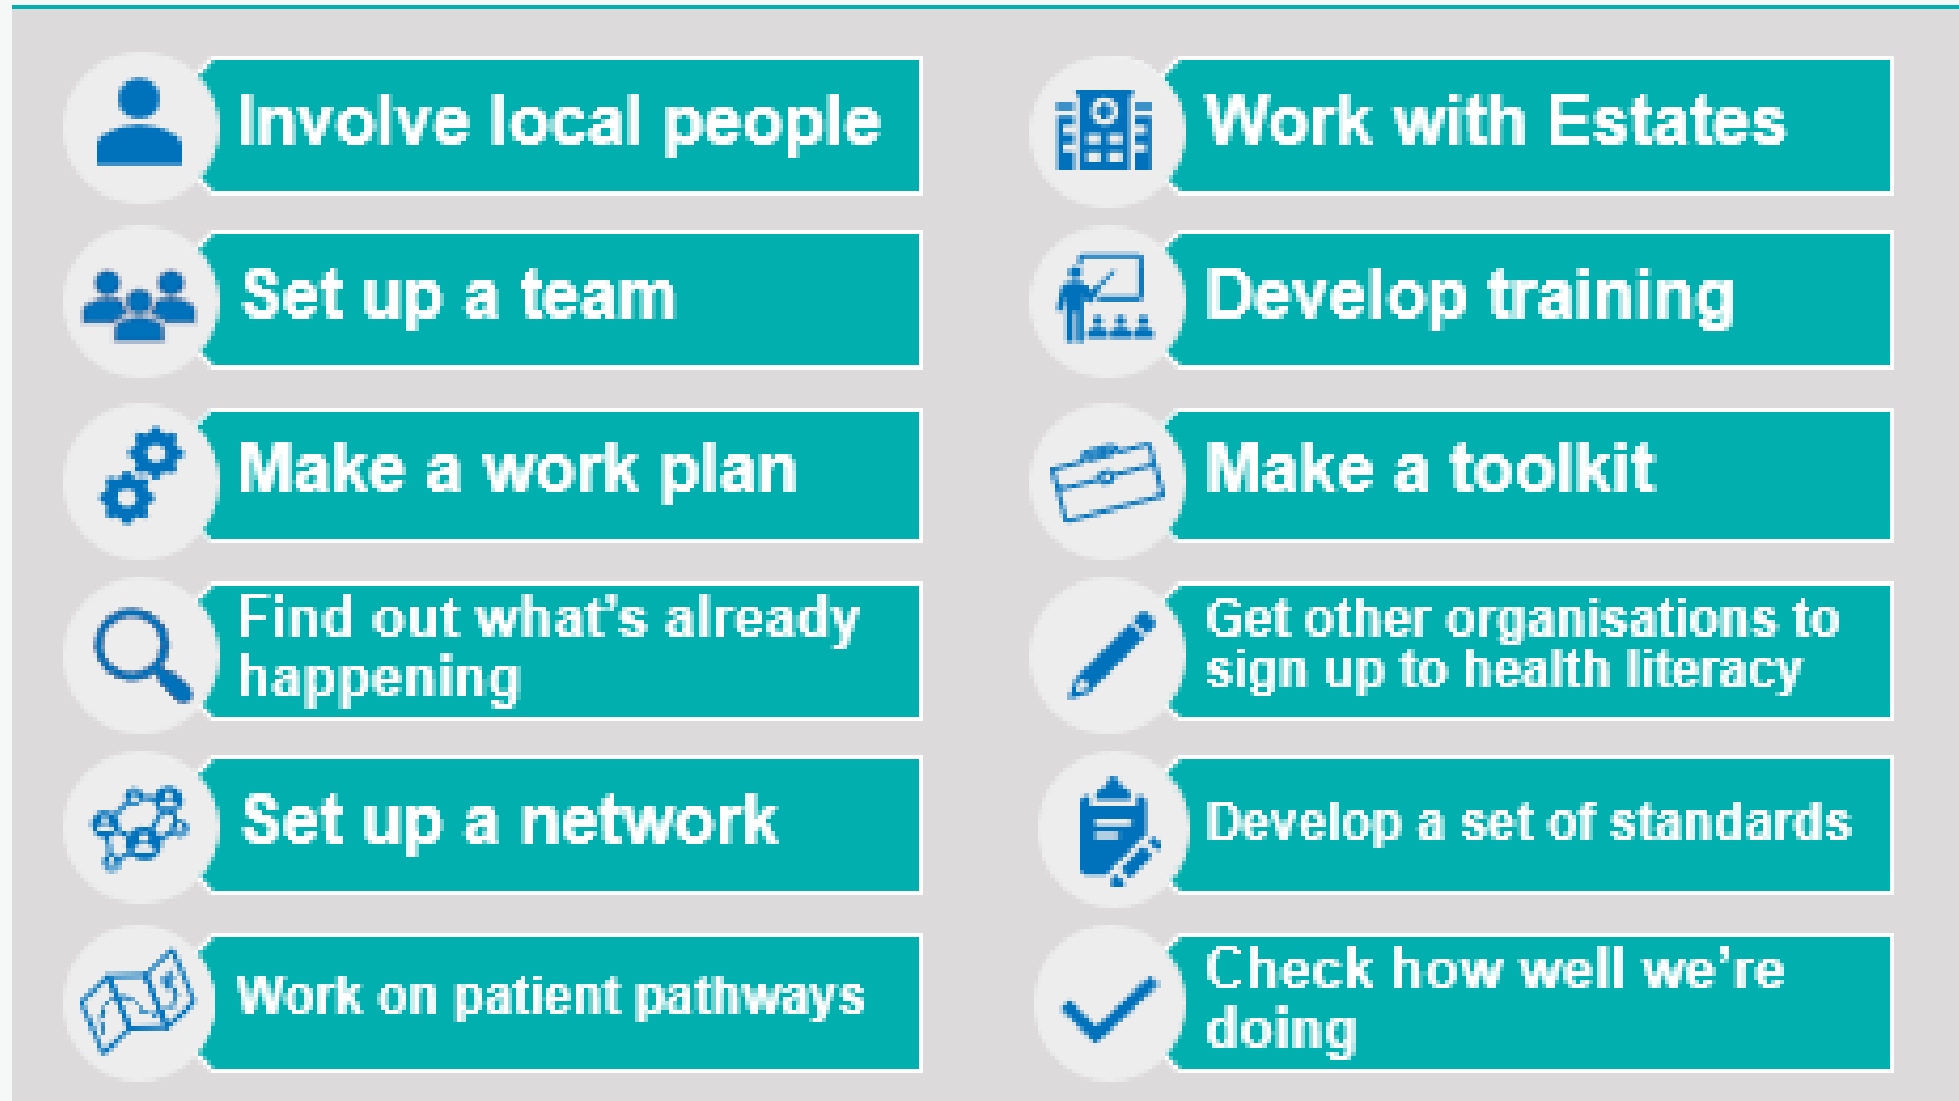 Involve local people
Set up a team
Make a work plan
Find out what’s already
happening
Set up a network
Work on patient pathways
Work with Estates
Develop training
Make a toolkit
Get other organisations to
sign up to health literacy
Develop a set of standards
Check how well we’re
doing